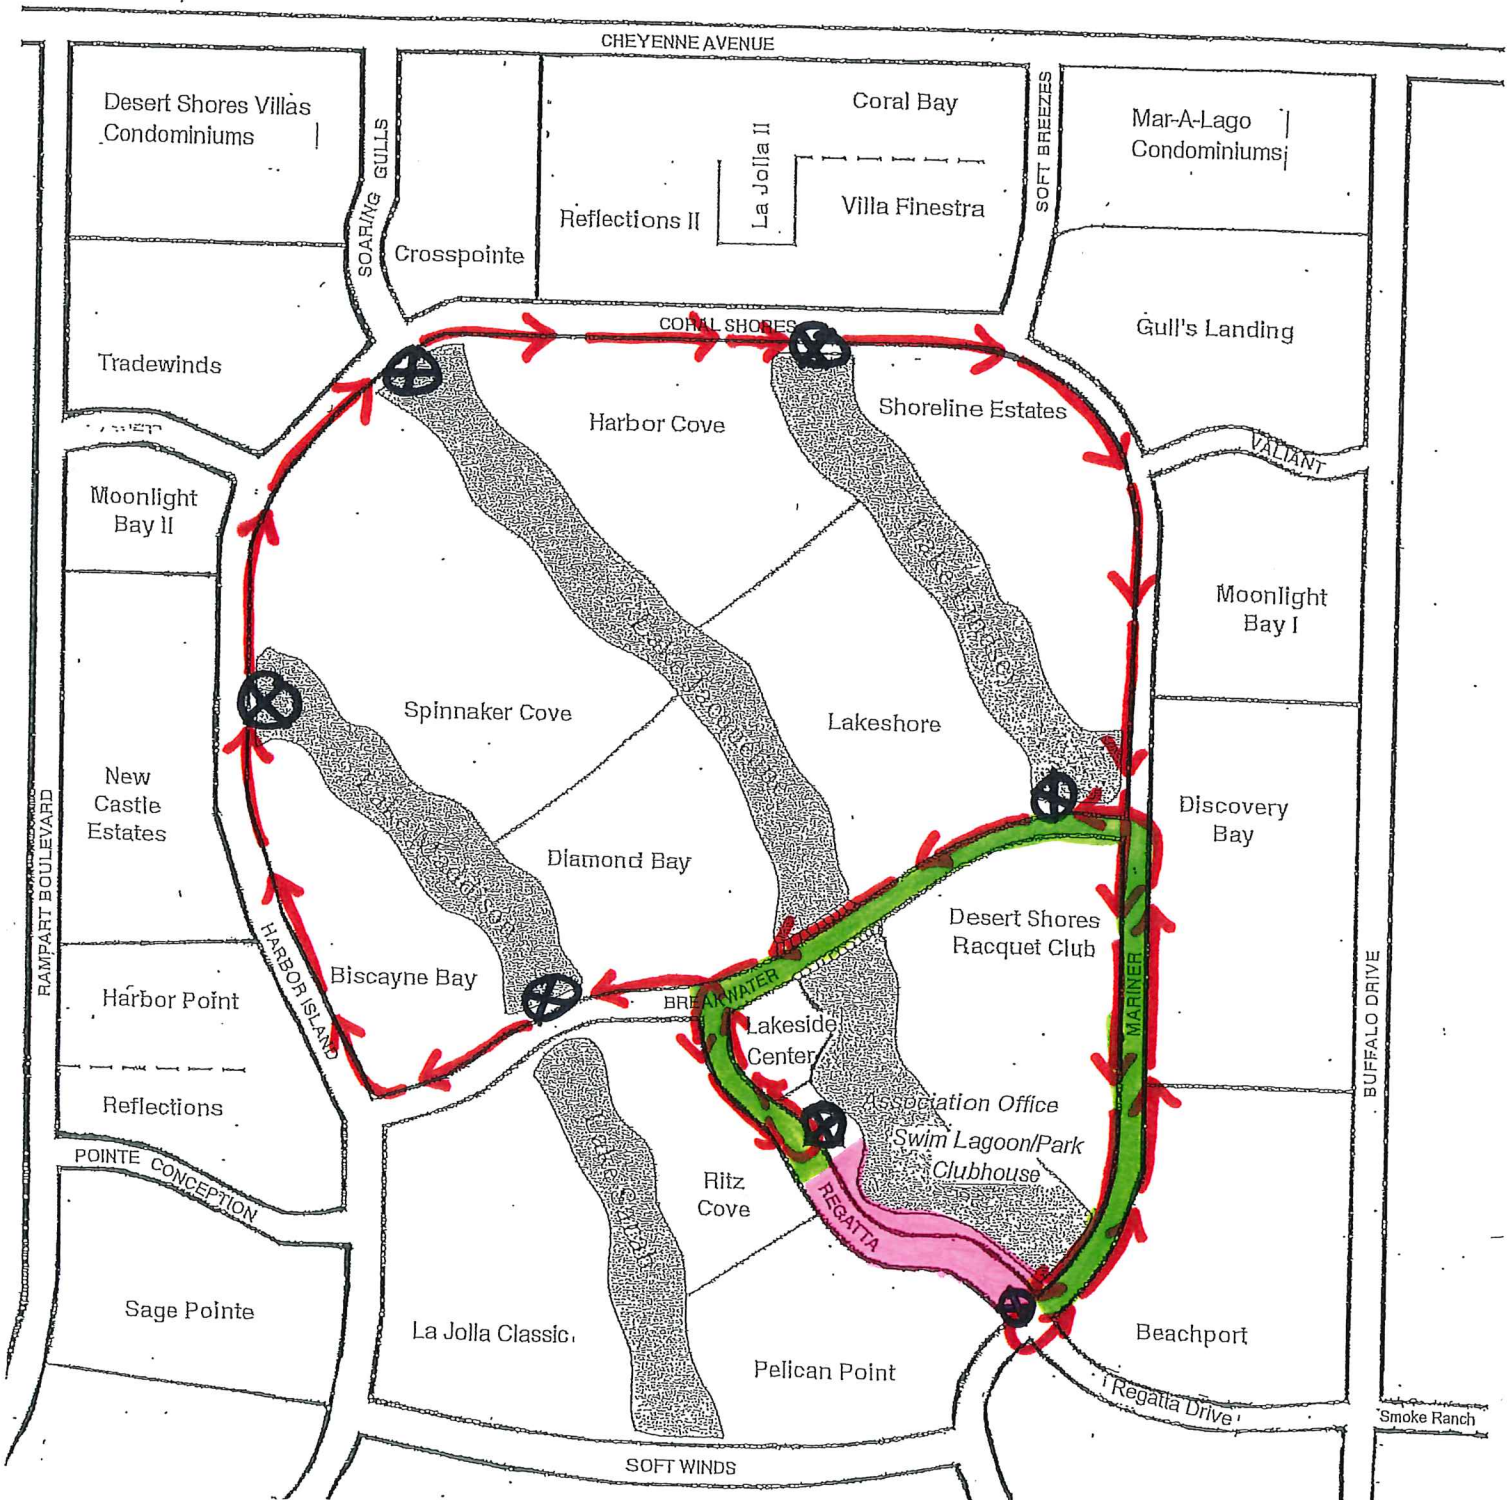 CHEYENNE AVENUE
Desert Shores Villas
Condominiums
SOARING GULLS
Crosspointe
Reflections II
La Jolla II
Coral Bay
Villa Finestra
SOFT BREEZES
Mar-A-Lago
Condominiums
Gull's Landing
Tradewinds
CORAL SHORES
Harbor Cove
Shoreline Estates
VALIANT
Moonlight
Bay II
Moonlight
Bay I
Spinnaker Cove
Lakeshore
New
Castle
Estates
Discovery
Bay
Diamond Bay
RAMPART BOULEVARD
Desert Shores
Racquet Club
Biscayne Bay
HARBOR ISLAND
Harbor Point
BREAKWATER
MARINER
BUFFALO DRIVE
Lakeside
Center
Reflections
Association Office
Swim Lagoon/Park
Clubhouse
POINTE CONCEPTION
Lake Sarah
Ritz
Cove
REGATTA
Sage Pointe
La Jolla Classic
Pelican Point
Beachport
Regatta Drive
Smoke Ranch
SOFT WINDS